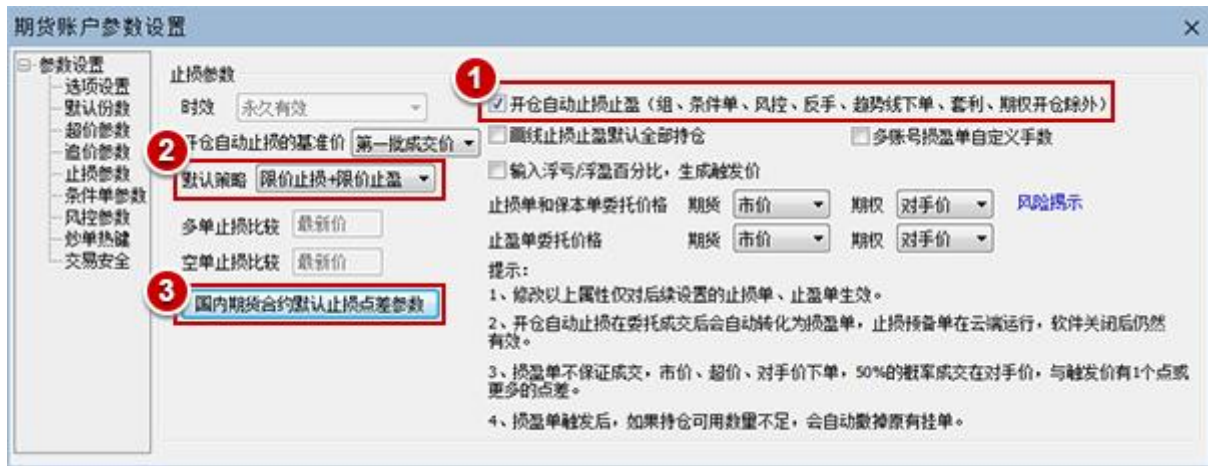 期货账户参数设置
参数设置
选项设置
默认份数
超价参数
追价参数
止损参数
条件单参数
风控参数
炒单热键
交易安全
止损参数
时效 永久有效
开仓自动止损的基准价 第一批成交价
2
默认策略 限价止损+限价止盈
多单止损比较 最新价
空单止损比较 最新价
3
国内期货合约默认止损点差参数
1
开仓自动止损止盈（组、条件单、风控、反手、趋势线下单、套利、期权开仓除外）
画线止损止盈默认全部持仓 多账号损盈单自定义手数
输入浮亏/浮盈百分比，生成触发价
止损单和保本单委托价格 期货 市价 期权 对手价 风险揭示
止盈单委托价格 期货 市价 期权 对手价
提示：
1、修改以上属性仅对后续设置的止损单、止盈单生效。
2、开仓自动止损在委托成交后会自动转化为损盈单，止损预备单在云端运行，软件关闭后仍然
有效。
3、损盈单不保证成交，市价、超价、对手价下单，50%的概率成交在对手价，与触发价有1个点或
更多的点差。
4、损盈单触发后，如果持仓可用数量不足，会自动撤掉原有挂单。